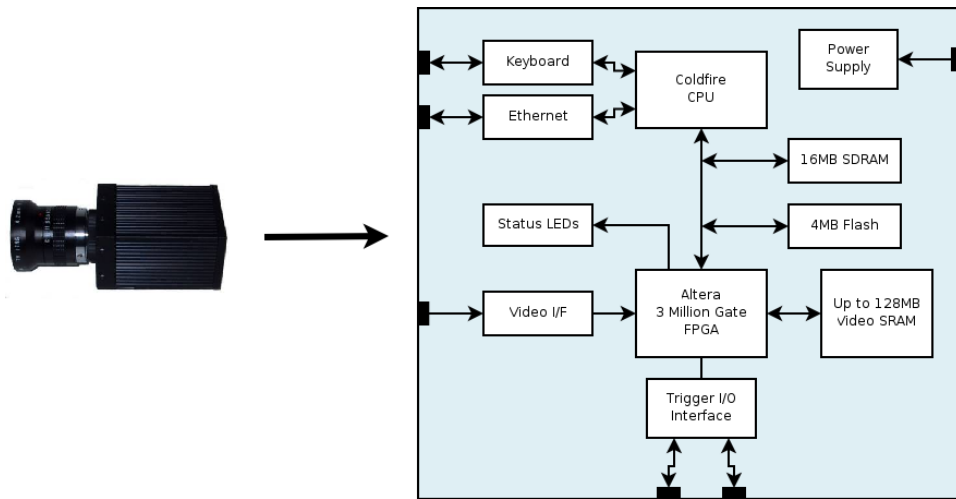 Keyboard
Ethernet
Coldfire
CPU
Power
Supply
16MB SDRAM
4MB Flash
Status LEDs
Video I/F
Altera
3 Million Gate
FPGA
Up to 128MB
Video SRAM
Trigger I/O
Interface